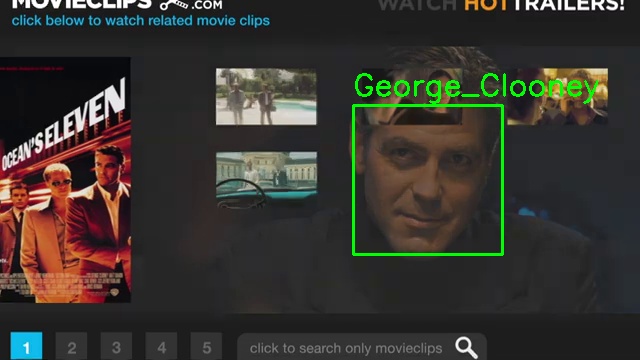 MOVIECLIPS .COM
WATCH HOT TRAILERS!
click below to watch related movie clips
George_Clooney
OCEAN'S ELEVEN
1 2 3 4 5
click to search only movieclips